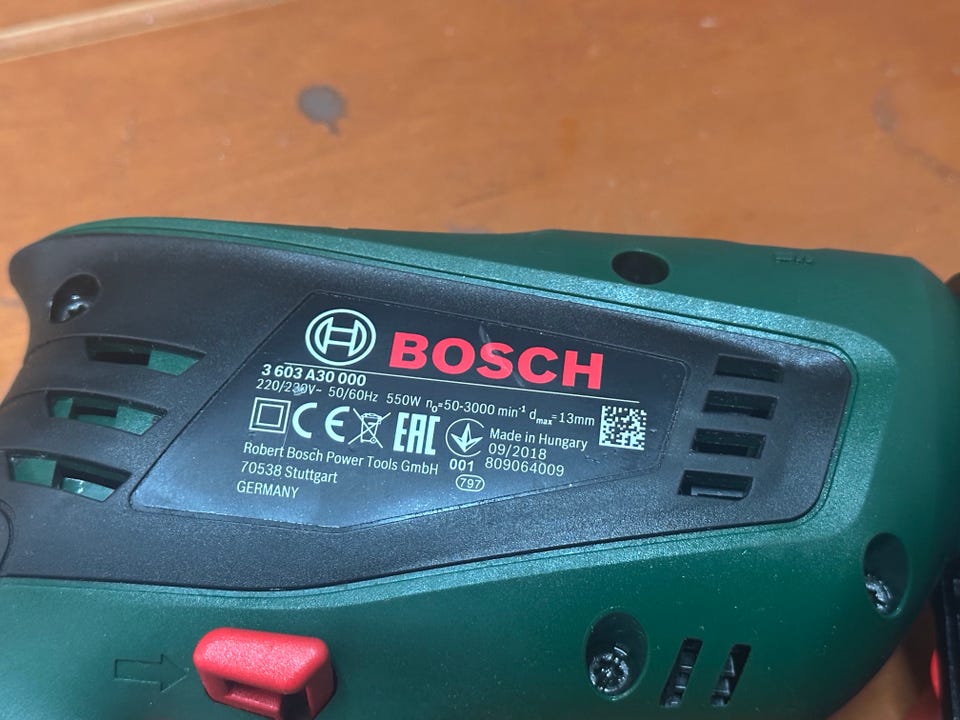 BOSCH
3 603 A30 000
220/230V~ 50/60Hz 550W n₀=50-3000 min⁻¹ dmax=13mm
CE EAC Made in Hungary
Robert Bosch Power Tools GmbH 001 09/2018
70538 Stuttgart 797 809064009
GERMANY